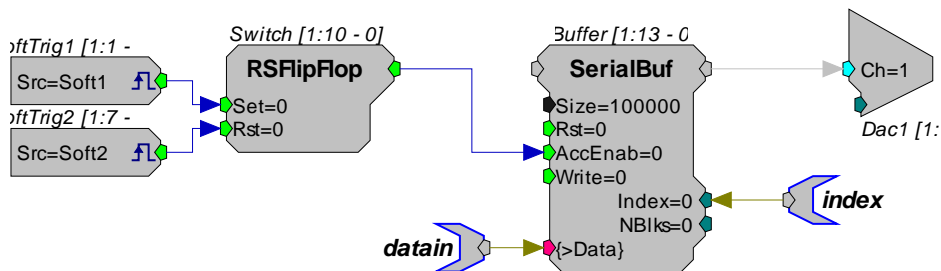 oftTrig1 [1:1 -
Switch [1:10 - 0]
Buffer [1:13 - 0
Src=Soft1
RSFlipFlop
SerialBuf
Ch=1
Set=0
Size=100000
oftTrig2 [1:7 -
Rst=0
Rst=0
Dac1 [1:
Src=Soft2
AccEnab=0
Write=0
Index=0
index
NBlks=0
datain
{>Data}